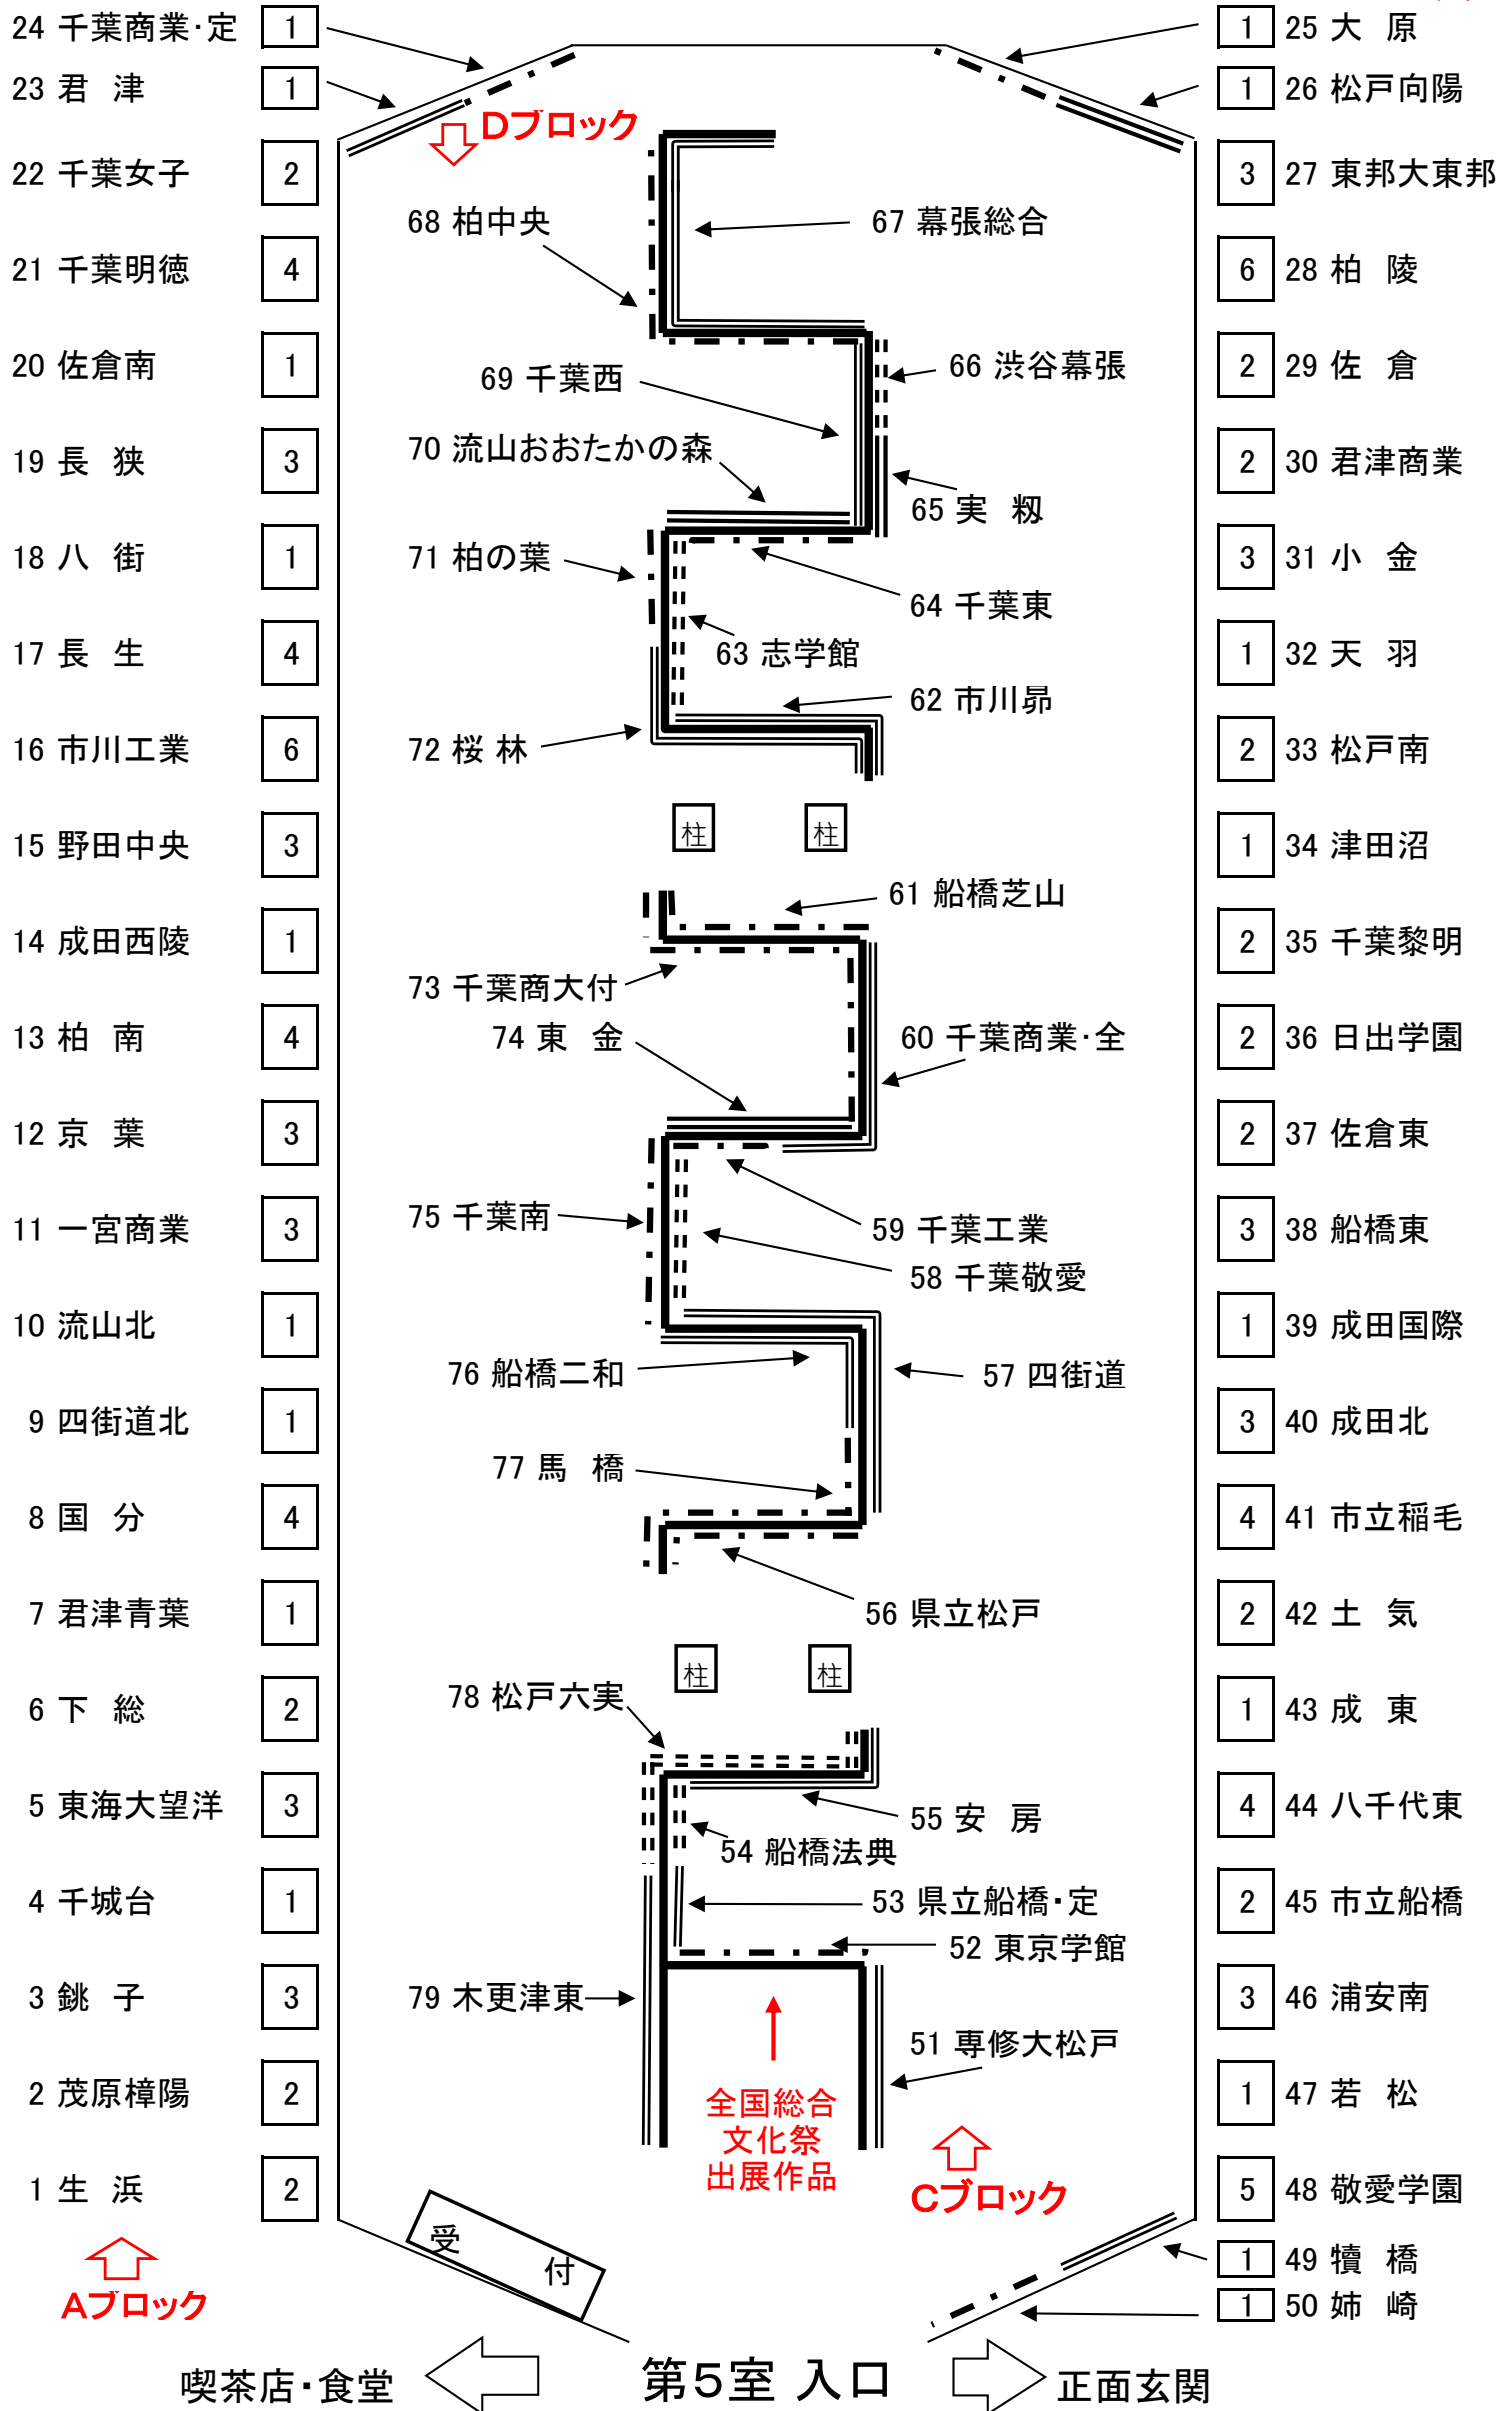 24 千葉商業・定 1
23 君 津 1
22 千葉女子 2
21 千葉明徳 4
20 佐倉南 1
19 長 狭 3
18 八 街 1
17 長 生 4
16 市川工業 6
15 野田中央 3
14 成田西陵 1
13 柏 南 4
12 京 葉 3
11 一宮商業 3
10 流山北 1
9 四街道北 1
8 国 分 4
7 君津青葉 1
6 下 総 2
5 東海大望洋 3
4 千城台 1
3 銚 子 3
2 茂原樟陽 2
1 生 浜 2
Aブロック
Dブロック
68 柏中央
67 幕張総合
66 渋谷幕張
69 千葉西
70 流山おおたかの森
65 実 籾
71 柏の葉
64 千葉東
63 志学館
62 市川昴
72 桜 林
柱 柱
61 船橋芝山
73 千葉商大付
74 東 金
60 千葉商業・全
75 千葉南
59 千葉工業
58 千葉敬愛
76 船橋二和
57 四街道
77 馬 橋
56 県立松戸
柱 柱
78 松戸六実
55 安 房
54 船橋法典
53 県立船橋・定
52 東京学館
79 木更津東
51 専修大松戸
全国総合
文化祭
出展作品
Cブロック
受 付
1 25 大 原
1 26 松戸向陽
3 27 東邦大東邦
6 28 柏 陵
2 29 佐 倉
2 30 君津商業
3 31 小 金
1 32 天 羽
2 33 松戸南
1 34 津田沼
2 35 千葉黎明
2 36 日出学園
2 37 佐倉東
3 38 船橋東
1 39 成田国際
3 40 成田北
4 41 市立稲毛
2 42 土 気
1 43 成 東
4 44 八千代東
2 45 市立船橋
3 46 浦安南
1 47 若 松
5 48 敬愛学園
1 49 犢 橋
1 50 姉 崎
喫茶店・食堂
第5室 入口
正面玄関